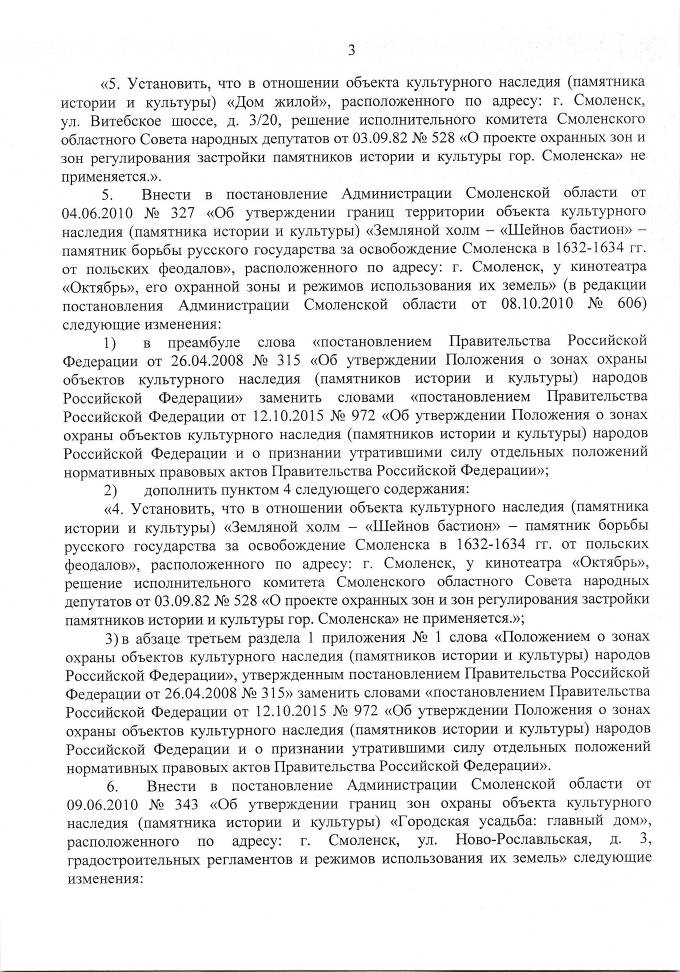 3
«5. Установить, что в отношении объекта культурного наследия (памятника
истории и культуры) «Дом жилой», расположенного по адресу: г. Смоленск,
ул. Витебское шоссе, д. 3/20, решение исполнительного комитета Смоленского
областного Совета народных депутатов от 03.09.82 № 528 «О проекте охранных зон и
зон регулирования застройки памятников истории и культуры гор. Смоленска» не
применяется.».
5. Внести в постановление Администрации Смоленской области от
04.06.2010 № 327 «Об утверждении границ территории объекта культурного
наследия (памятника истории и культуры) «Земляной холм – «Шейнов бастион» –
памятник борьбы русского государства за освобождение Смоленска в 1632-1634 гг.
от польских феодалов», расположенного по адресу: г. Смоленск, у кинотеатра
«Октябрь», его охранной зоны и режимов использования их земель» (в редакции
постановления Администрации Смоленской области от 08.10.2010 № 606)
следующие изменения:
1) в преамбуле слова «постановлением Правительства Российской
Федерации от 26.04.2008 № 315 «Об утверждении Положения о зонах охраны
объектов культурного наследия (памятников истории и культуры) народов
Российской Федерации» заменить словами «постановлением Правительства
Российской Федерации от 12.10.2015 № 972 «Об утверждении Положения о зонах
охраны объектов культурного наследия (памятников истории и культуры) народов
Российской Федерации и о признании утратившими силу отдельных положений
нормативных правовых актов Правительства Российской Федерации»;
2) дополнить пунктом 4 следующего содержания:
«4. Установить, что в отношении объекта культурного наследия (памятника
истории и культуры) «Земляной холм – «Шейнов бастион» – памятник борьбы
русского государства за освобождение Смоленска в 1632-1634 гг. от польских
феодалов», расположенного по адресу: г. Смоленск, у кинотеатра «Октябрь»,
решение исполнительного комитета Смоленского областного Совета народных
депутатов от 03.09.82 № 528 «О проекте охранных зон и зон регулирования застройки
памятников истории и культуры гор. Смоленска» не применяется.»;
3) в абзаце третьем раздела 1 приложения № 1 слова «Положением о зонах
охраны объектов культурного наследия (памятников истории и культуры) народов
Российской Федерации», утвержденным постановлением Правительства Российской
Федерации от 26.04.2008 № 315» заменить словами «постановлением Правительства
Российской Федерации от 12.10.2015 № 972 «Об утверждении Положения о зонах
охраны объектов культурного наследия (памятников истории и культуры) народов
Российской Федерации и о признании утратившими силу отдельных положений
нормативных правовых актов Правительства Российской Федерации».
6. Внести в постановление Администрации Смоленской области от
09.06.2010 № 343 «Об утверждении границ зон охраны объекта культурного
наследия (памятника истории и культуры) «Городская усадьба: главный дом»,
расположенного по адресу: г. Смоленск, ул. Ново-Рославльская, д. 3,
градостроительных регламентов и режимов использования их земель» следующие
изменения: